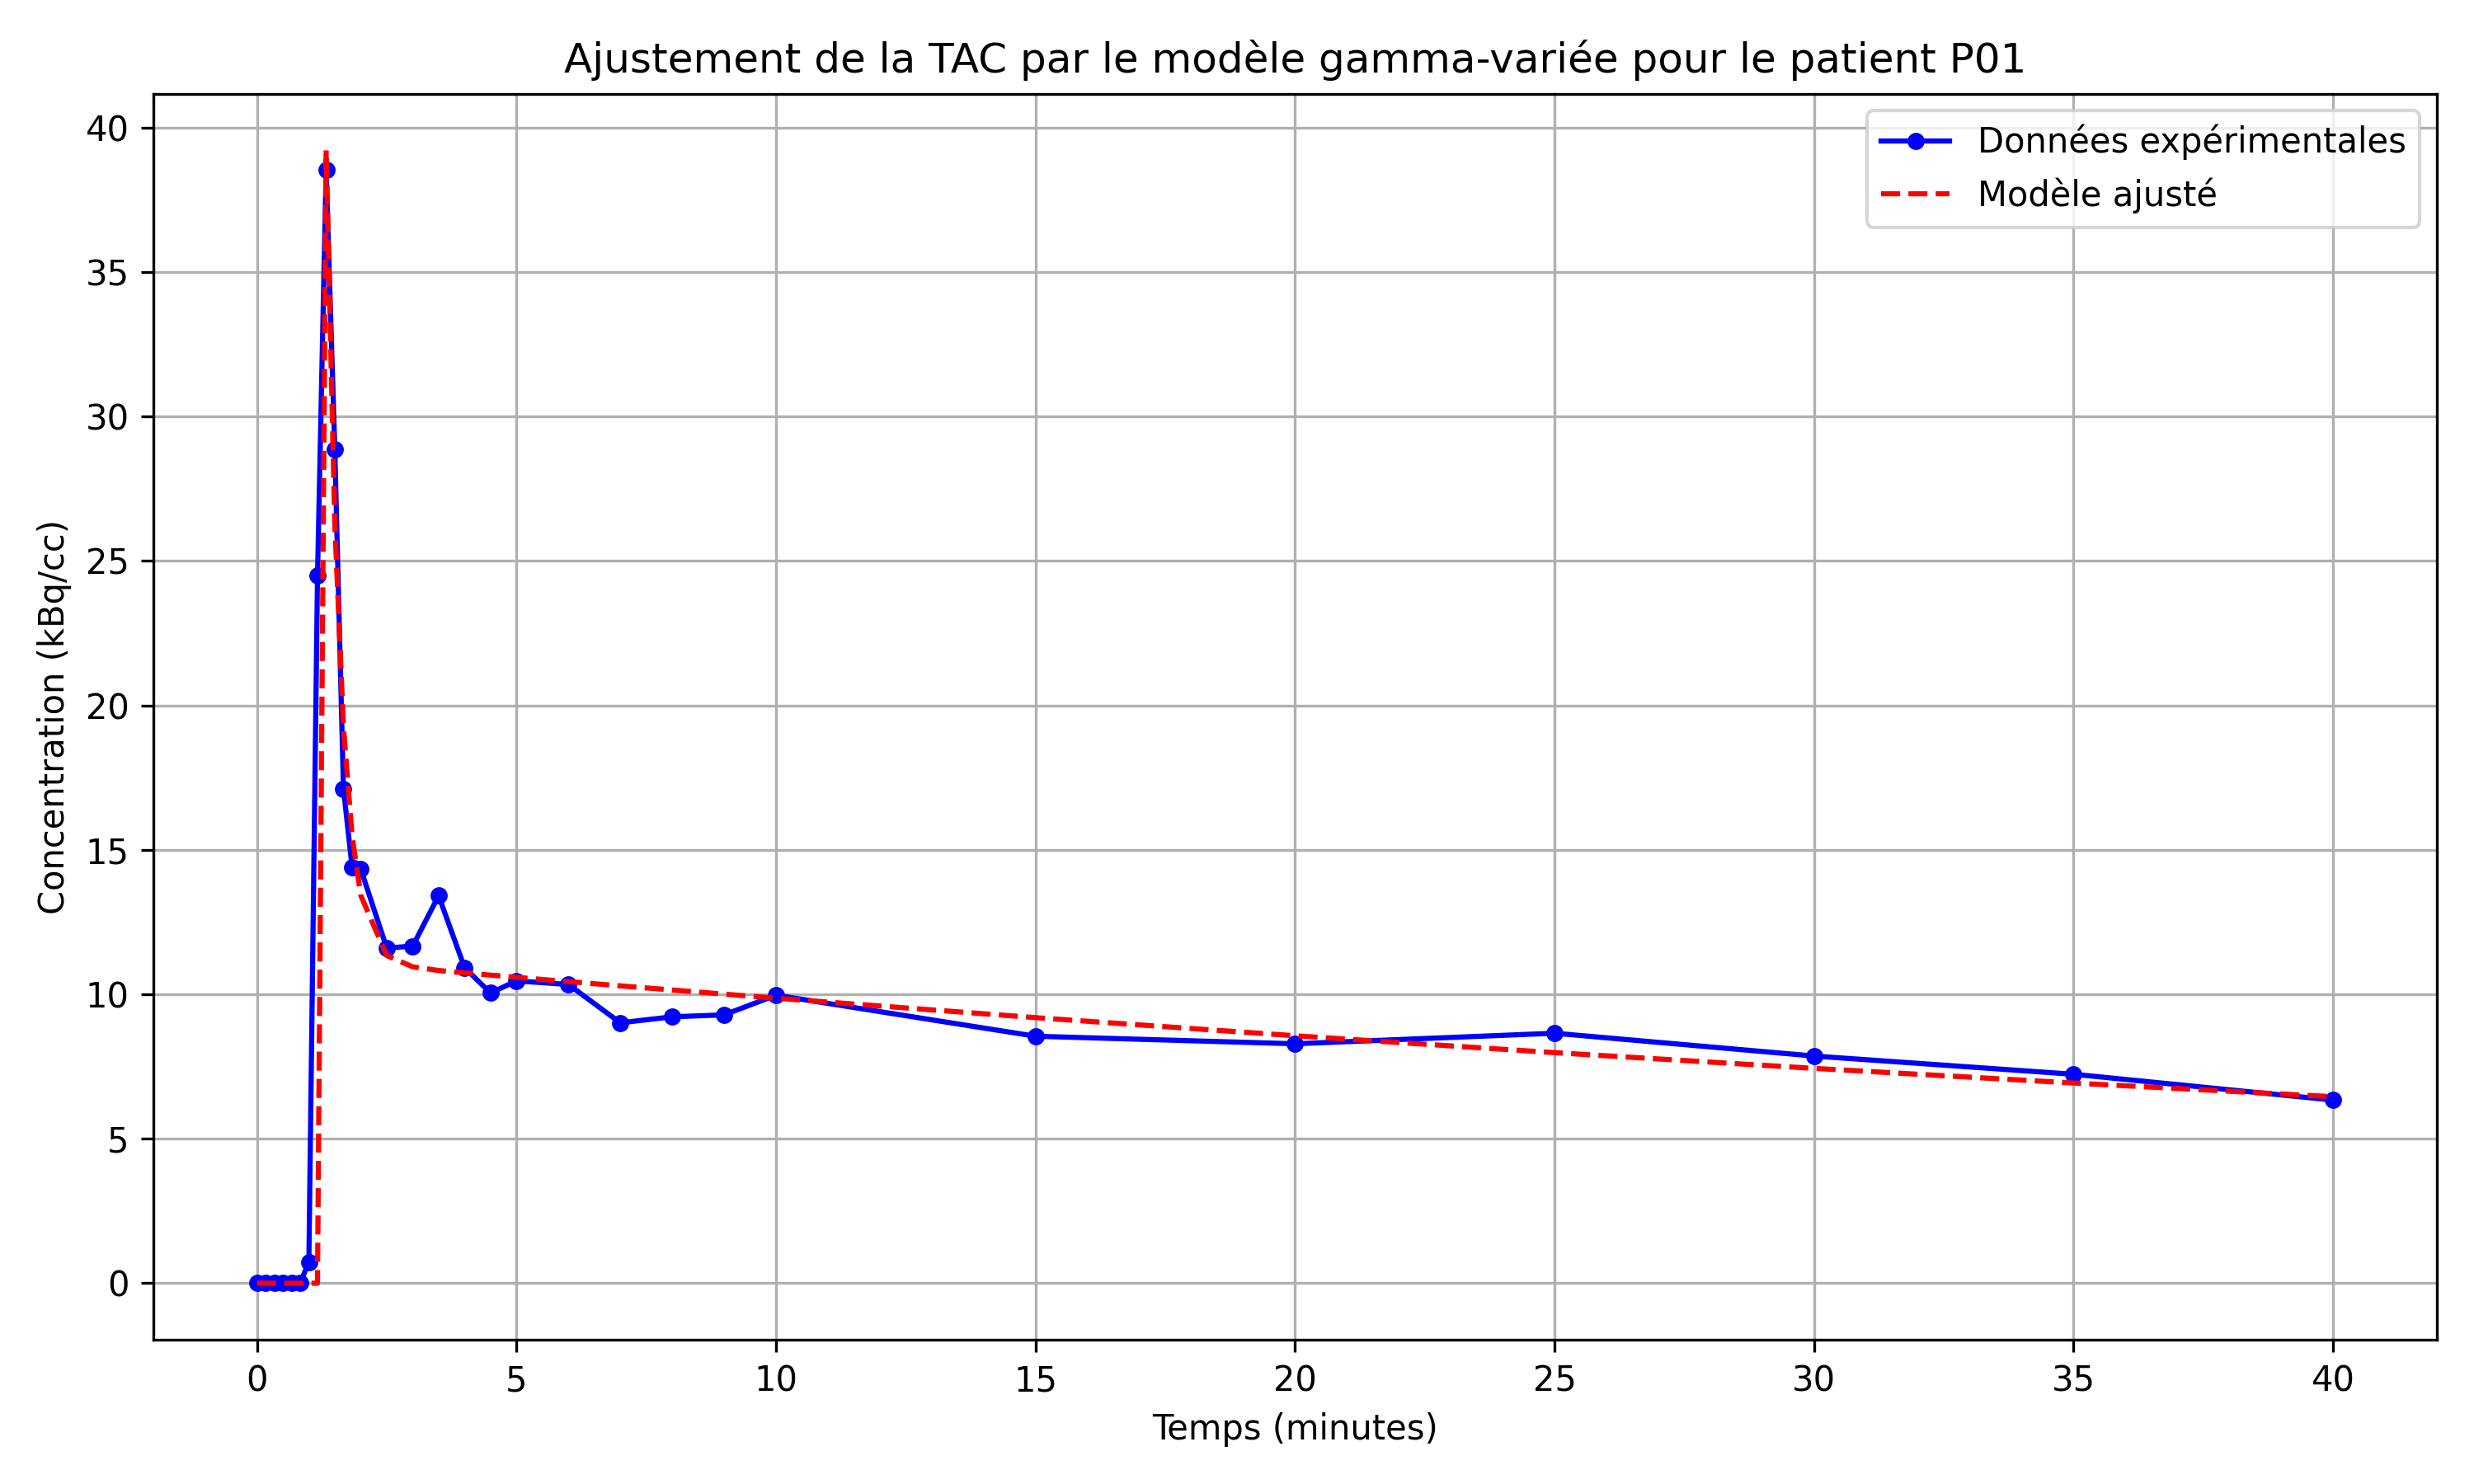 Ajustement de la TAC par le modèle gamma-variée pour le patient P01
Données expérimentales
Modèle ajusté
Concentration (kBq/cc)
40
35
30
25
20
15
10
5
0
0 5 10 15 20 25 30 35 40
Temps (minutes)